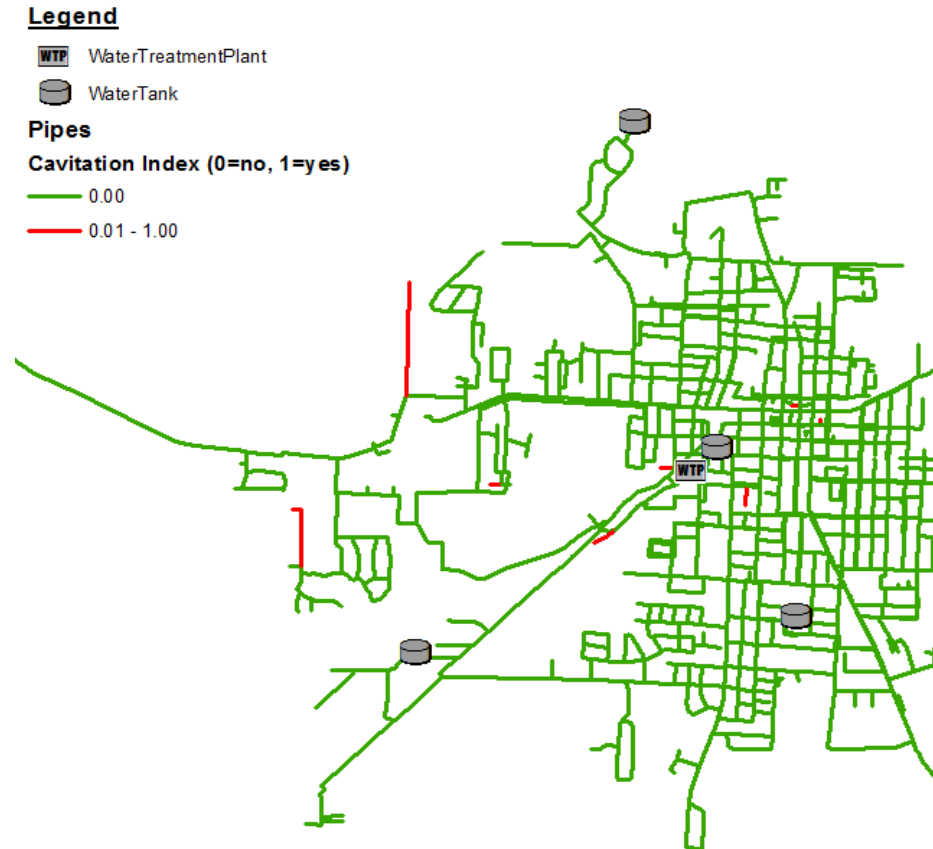 Legend
WTP WaterTreatmentPlant
WaterTank
Pipes
Cavitation Index (0=no, 1=yes)
0.00
0.01 - 1.00
WTP